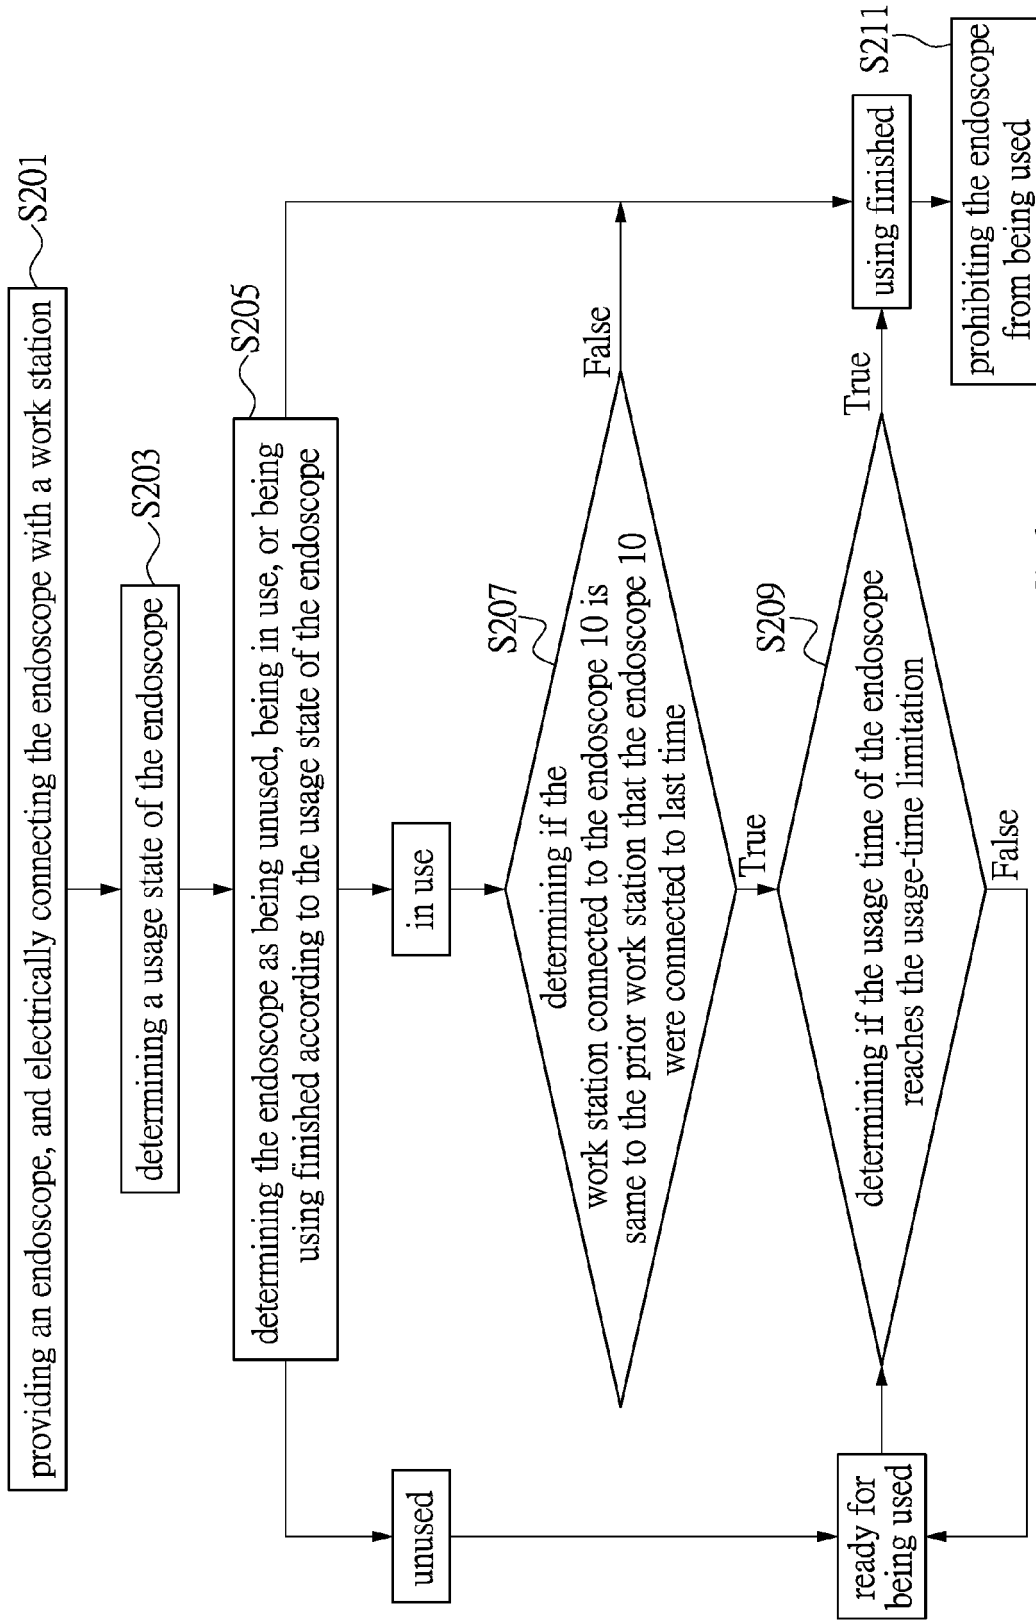 providing an endoscope, and electrically connecting the endoscope with a work station
S201
determining a usage state of the endoscope
S203
determining the endoscope as being unused, being in use, or being
using finished according to the usage state of the endoscope
S205
unused
in use
determining if the
work station connected to the endoscope 10 is
same to the prior work station that the endoscope 10
were connected to last time
S207
False
True
determining if the usage time of the endoscope
reaches the usage-time limitation
S209
True
False
ready for
being used
using finished
prohibiting the endoscope
from being used
S211